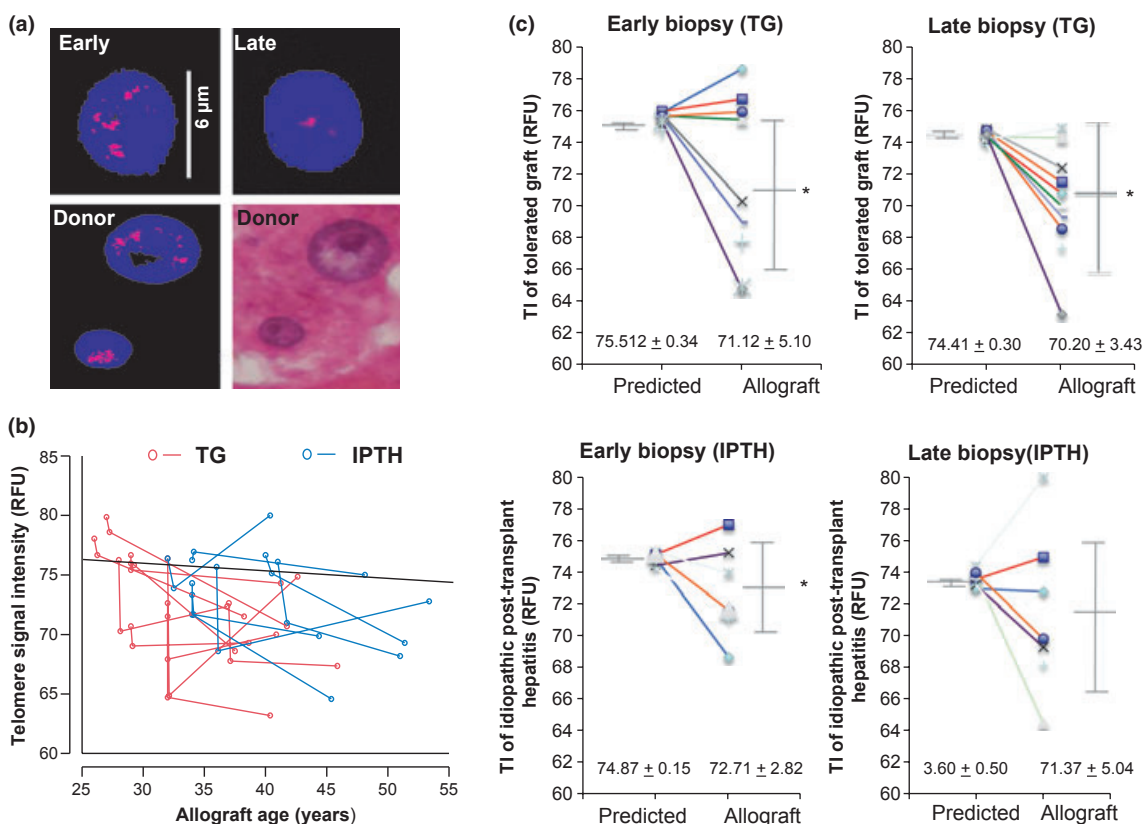 (a)
Early
Late
6 μm
Donor
Donor
(b)
TG
IPTH
Telomere signal intensity (RFU)
85
80
75
70
65
60
25 30 35 40 45 50 55
Allograft age (years)
(c)
Early biopsy (TG)
TI of tolerated graft (RFU)
80
78
76
74
72
70
68
66
64
62
60
*
75.512 ± 0.34
71.12 ± 5.10
Predicted
Allograft
Late biopsy (TG)
TI of tolerated graft (RFU)
80
78
76
74
72
70
68
66
64
62
60
*
74.41 ± 0.30
70.20 ± 3.43
Predicted
Allograft
Early biopsy (IPTH)
TI of idiopathic post-transplant
hepatitis (RFU)
80
78
76
74
72
70
68
66
64
62
60
*
74.87 ± 0.15
72.71 ± 2.82
Predicted
Allograft
Late biopsy(IPTH)
TI of idiopathic post-transplant
hepatitis (RFU)
80
78
76
74
72
70
68
66
64
62
60
3.60 ± 0.50
71.37 ± 5.04
Predicted
Allograft